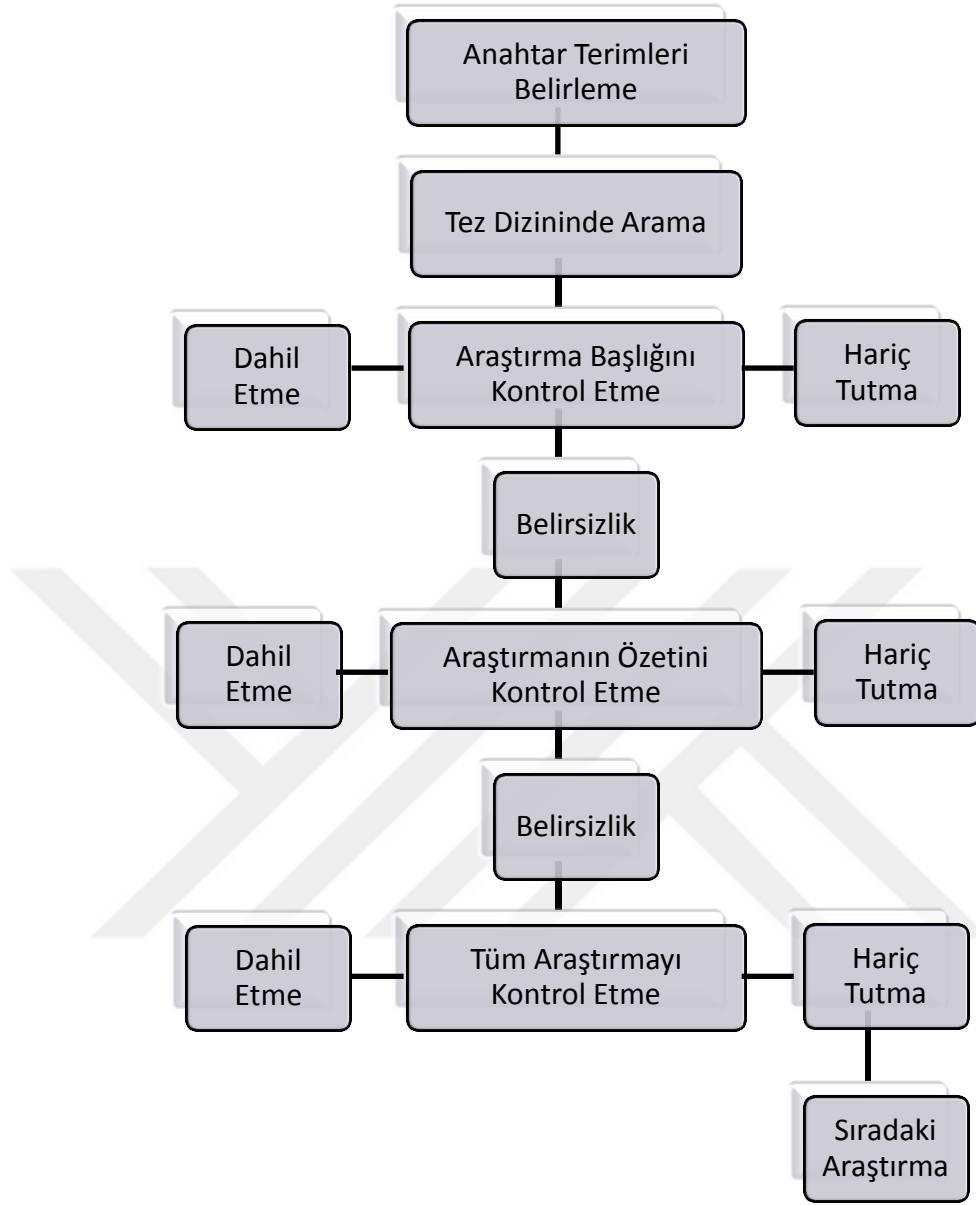 Anahtar Terimleri
Belirleme
Tez Dizininde Arama
Dahil
Etme
Araştırma Başlığını
Kontrol Etme
Hariç
Tutma
Belirsizlik
Dahil
Etme
Araştırmanın Özetini
Kontrol Etme
Hariç
Tutma
Belirsizlik
Dahil
Etme
Tüm Araştırmayı
Kontrol Etme
Hariç
Tutma
Sıradaki
Araştırma